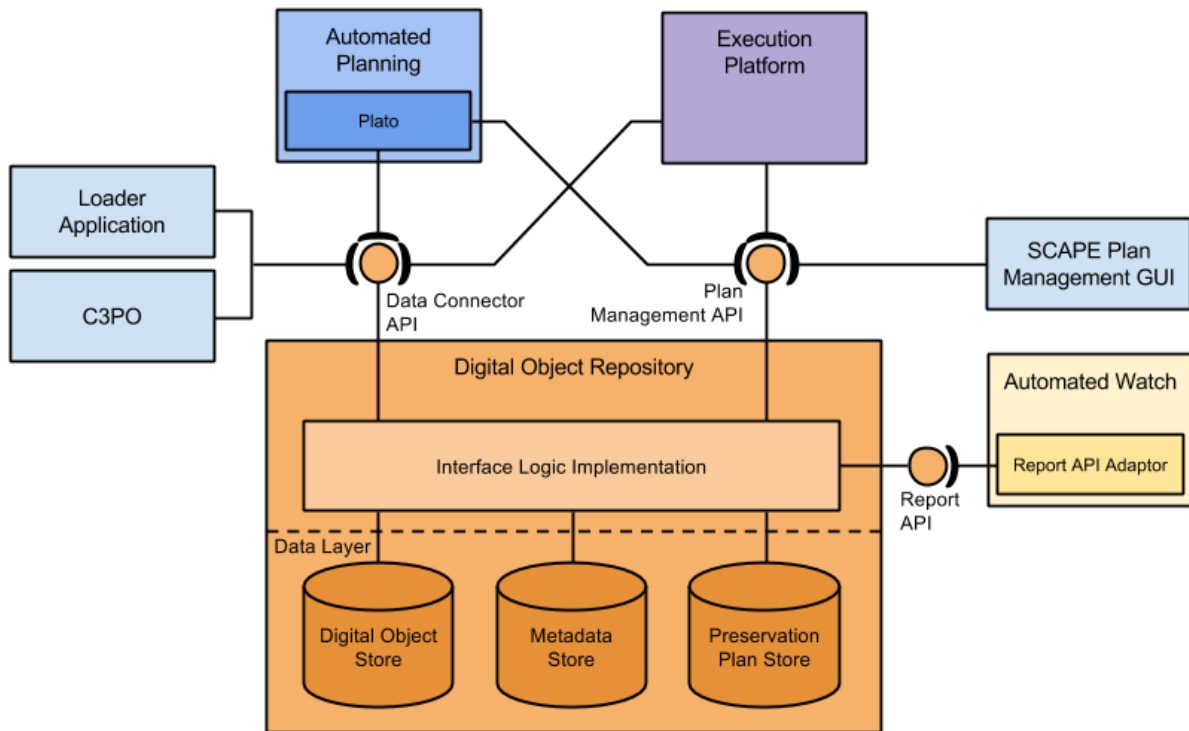 Automated
Planning
Plato
Execution
Platform
Loader
Application
C3PO
SCAPE Plan
Management GUI
Data Connector
API
Plan
Management API
Digital Object Repository
Automated Watch
Interface Logic Implementation
Report API Adaptor
Report
API
Data Layer
Digital Object
Store
Metadata
Store
Preservation
Plan Store